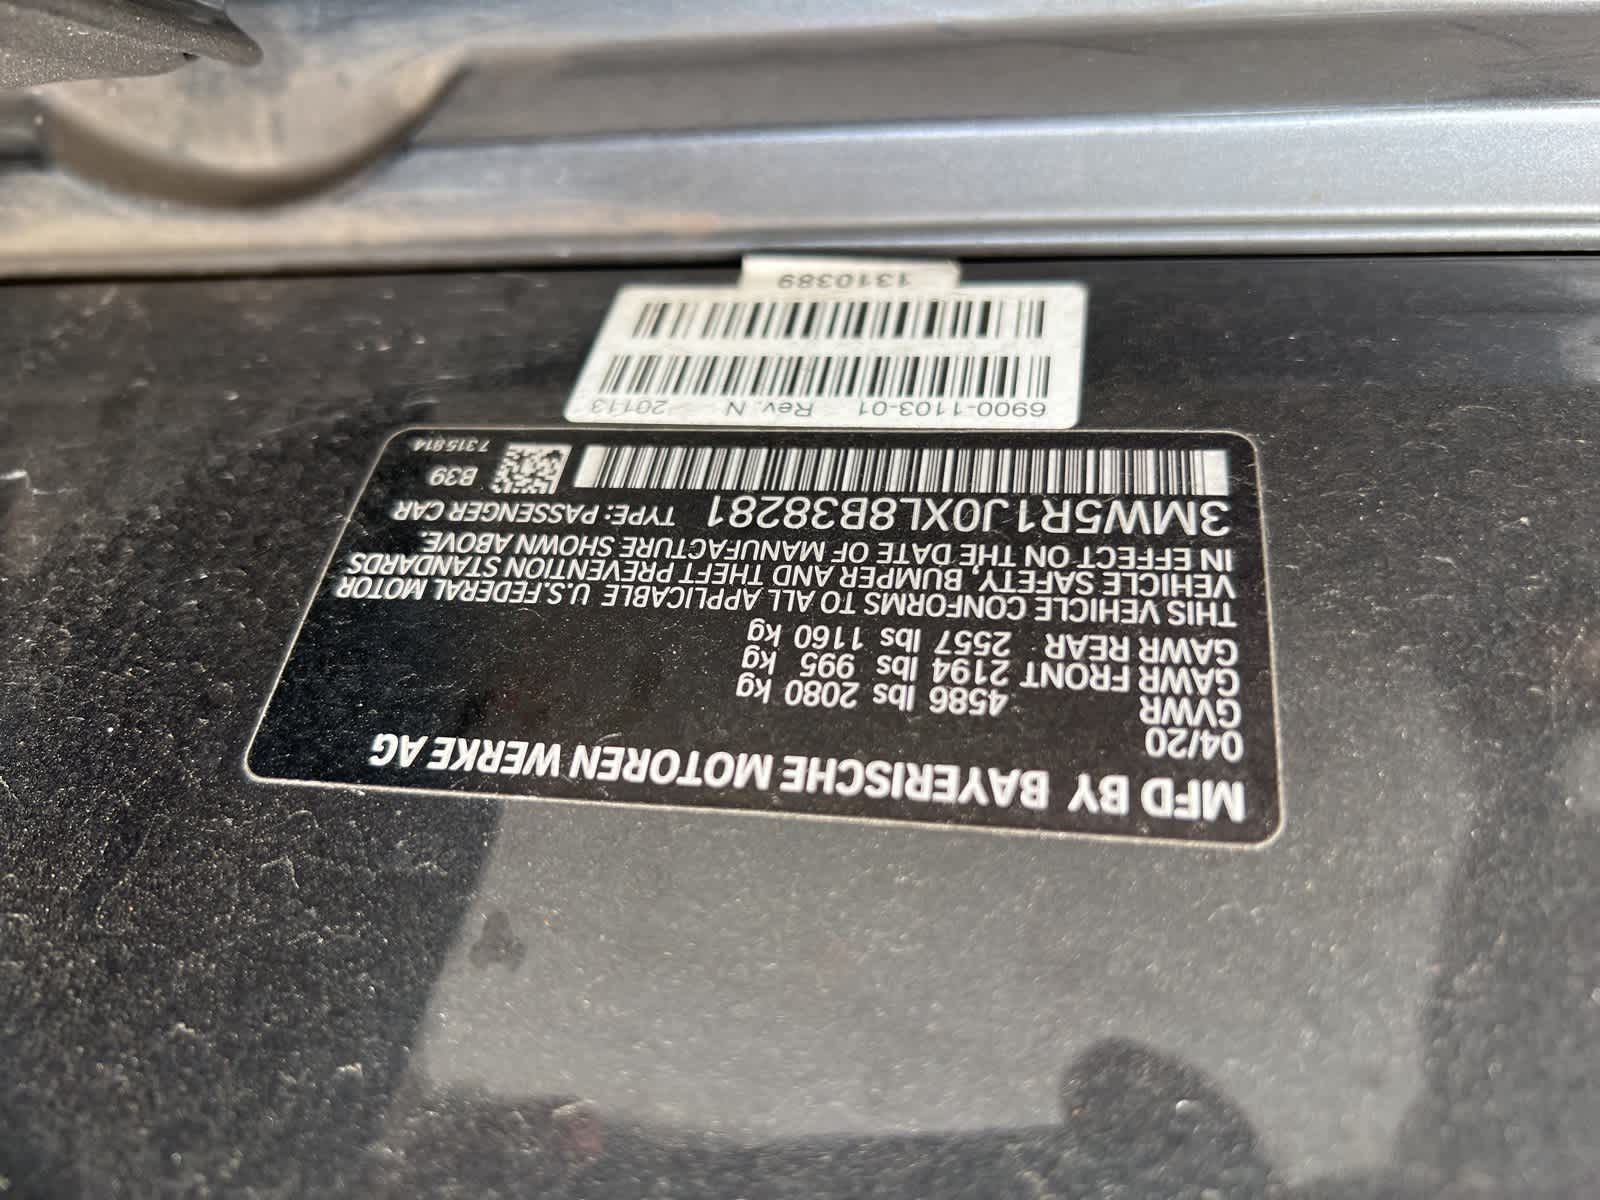 MFD BY BAYERISCHE MOTOREN WERKE AG
04/20
GVWR 4586 lbs 2080 kg
GAWR FRONT 2194 lbs 995 kg
GAWR REAR 2557 lbs 1160 kg
THIS VEHICLE CONFORMS TO ALL APPLICABLE U.S.FEDERAL MOTOR
VEHICLE SAFETY, BUMPER AND THEFT PREVENTION STANDARDS
IN EFFECT ON THE DATE OF MANUFACTURE SHOWN ABOVE.
3MW5R1J0XL8B38281 TYPE: PASSENGER CAR
B39
7 315 814
6900-1103-01 Rev. N 20113
1310389